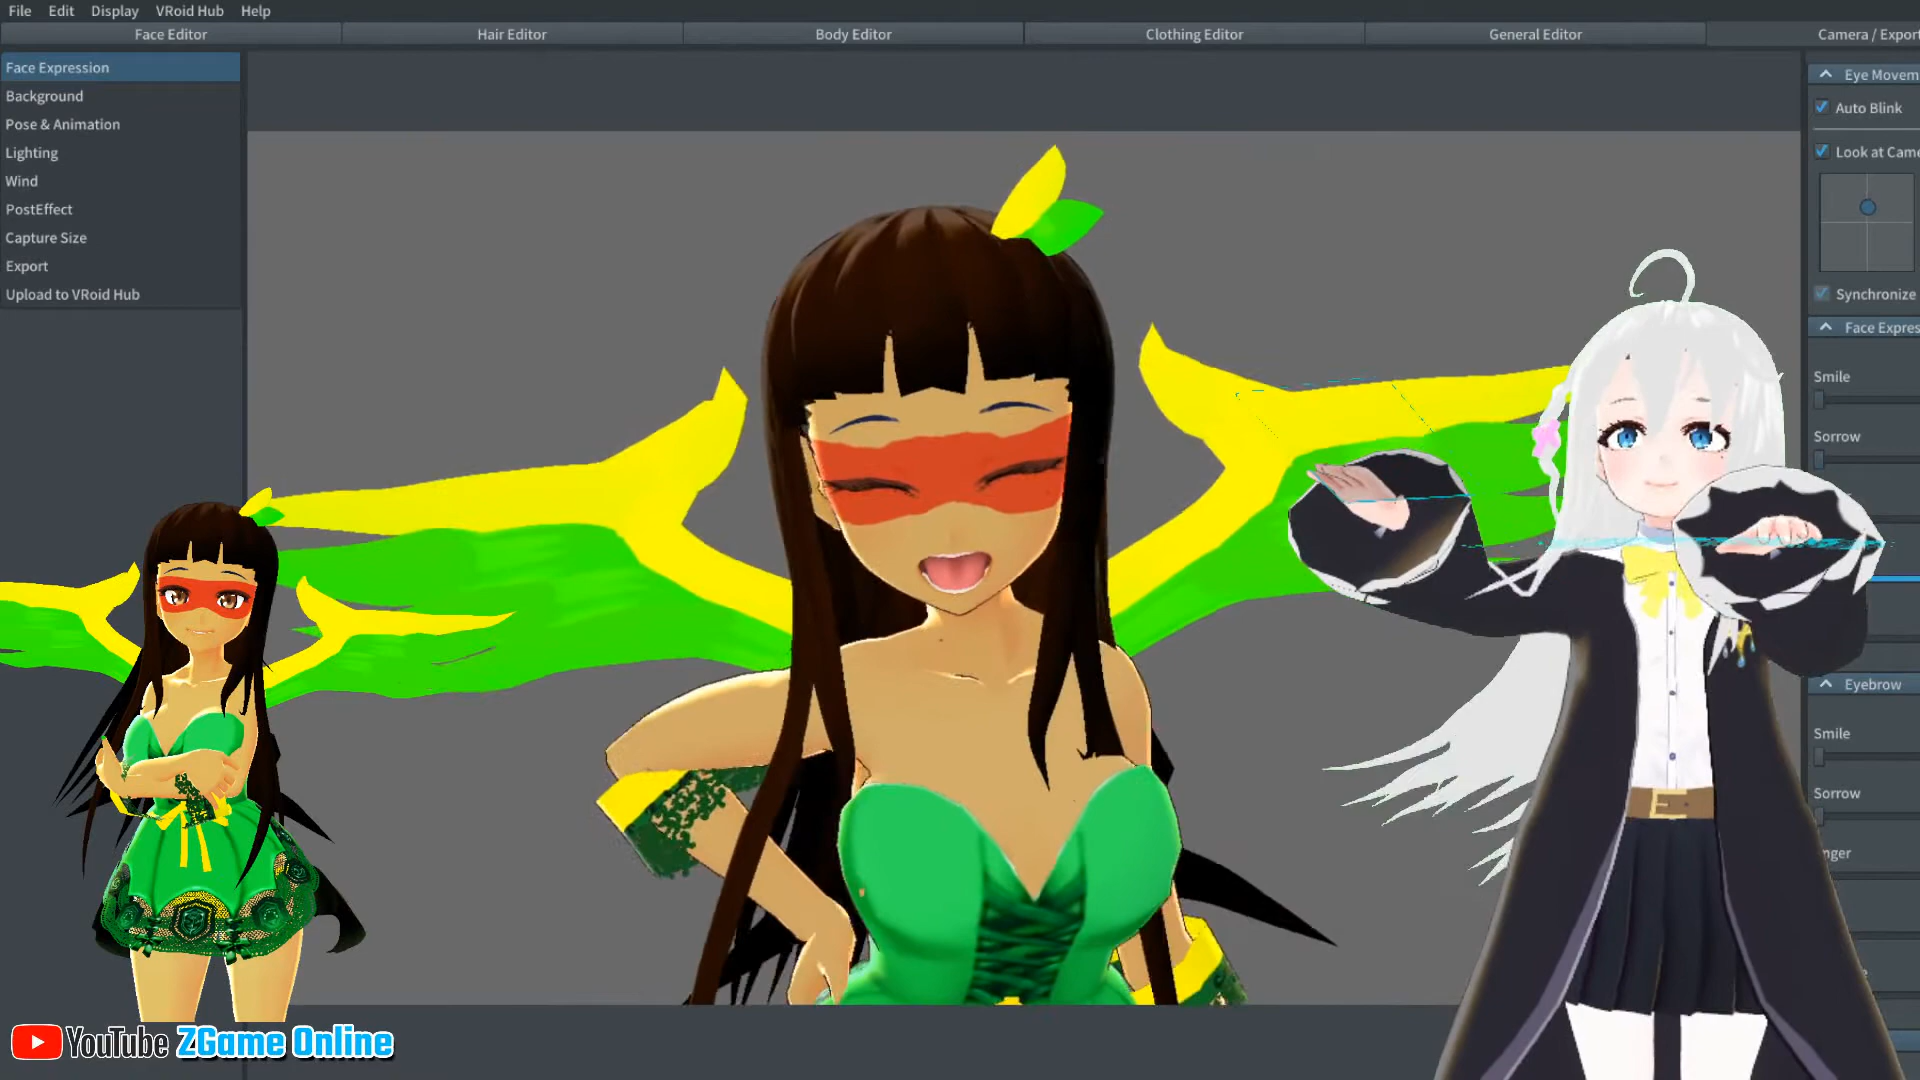 File Edit Display VRoid Hub Help
Face Editor Hair Editor Body Editor Clothing Editor General Editor Camera / Export
Face Expression
Background
Pose & Animation
Lighting
Wind
PostEffect
Capture Size
Export
Upload to VRoid Hub
Eye Movem
Auto Blink
Look at Came
Synchronize
Face Expres
Smile
Sorrow
Eyebrow
Smile
Sorrow
nger
YouTube ZGame Online